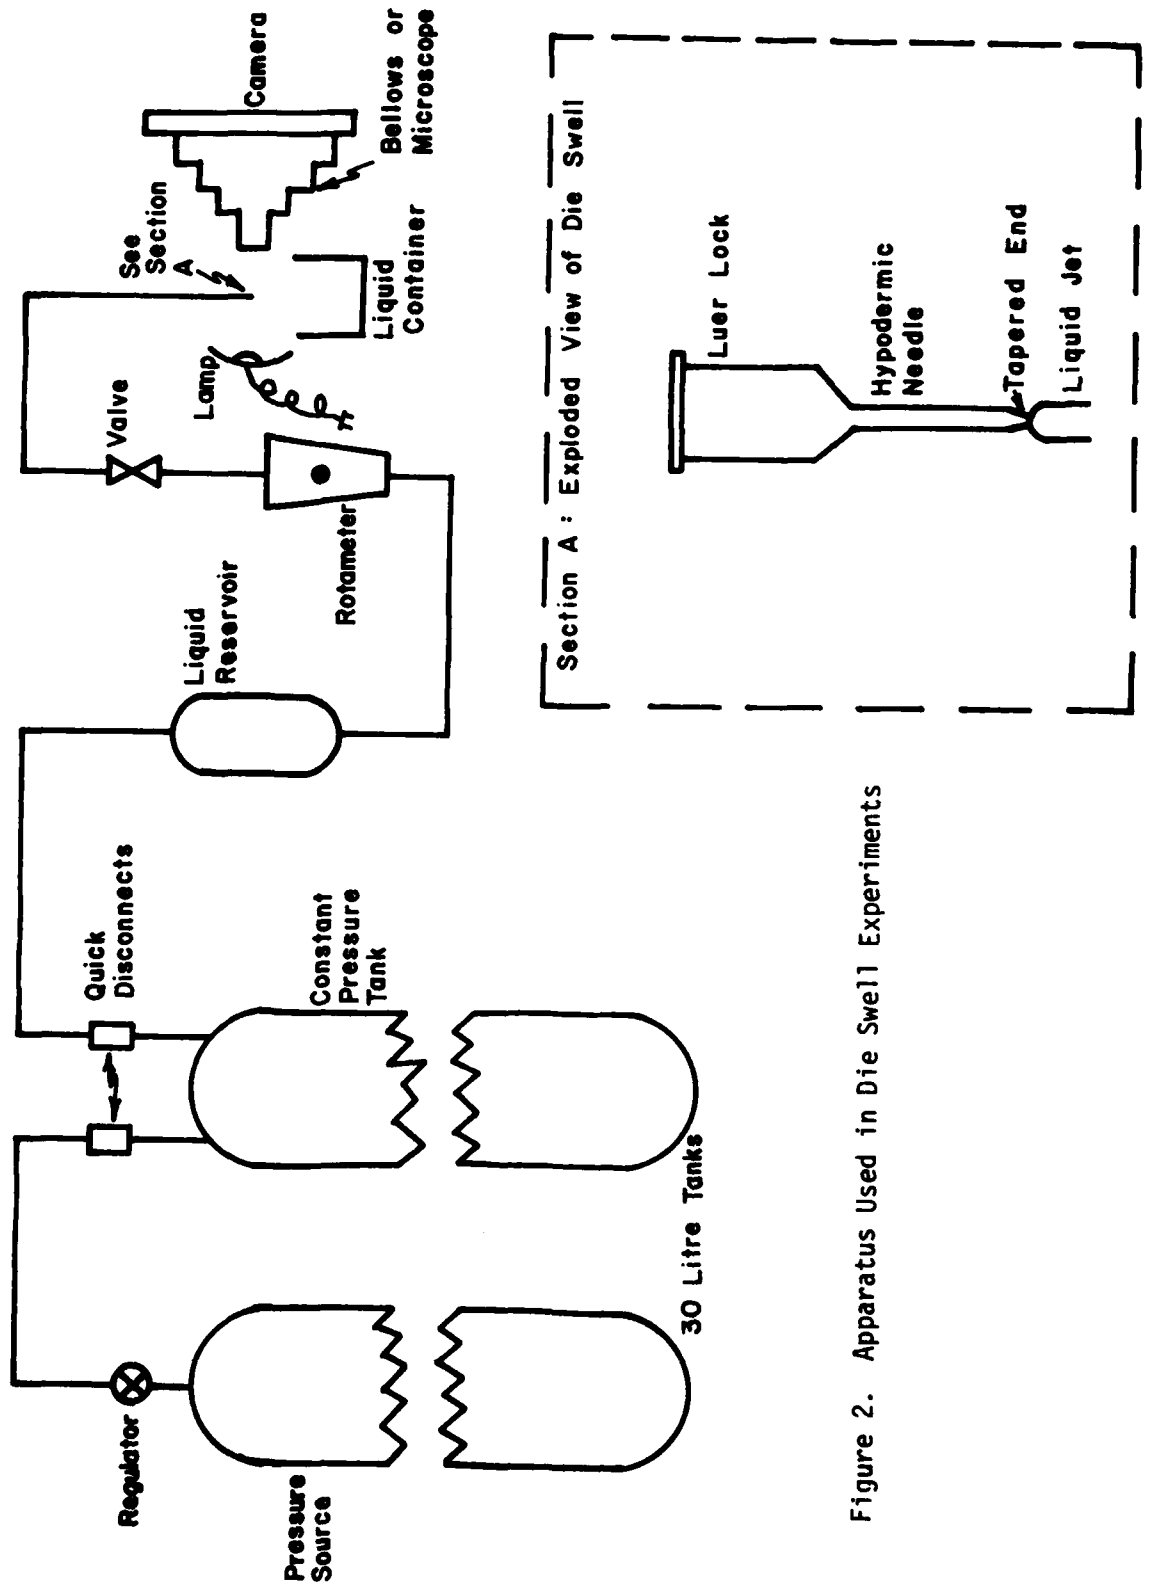 Regulator
Pressure
Source
30 Litre Tanks
Quick
Disconnects
Constant
Pressure
Tank
Liquid
Reservoir
Rotameter
Valve
Lamp
See
Section
A
Liquid
Container
Camera
Bellows or
Microscope
Section A : Exploded View of Die Swell
Luer Lock
Hypodermic
Needle
Tapered End
Liquid Jet
Figure 2. Apparatus Used in Die Swell Experiments